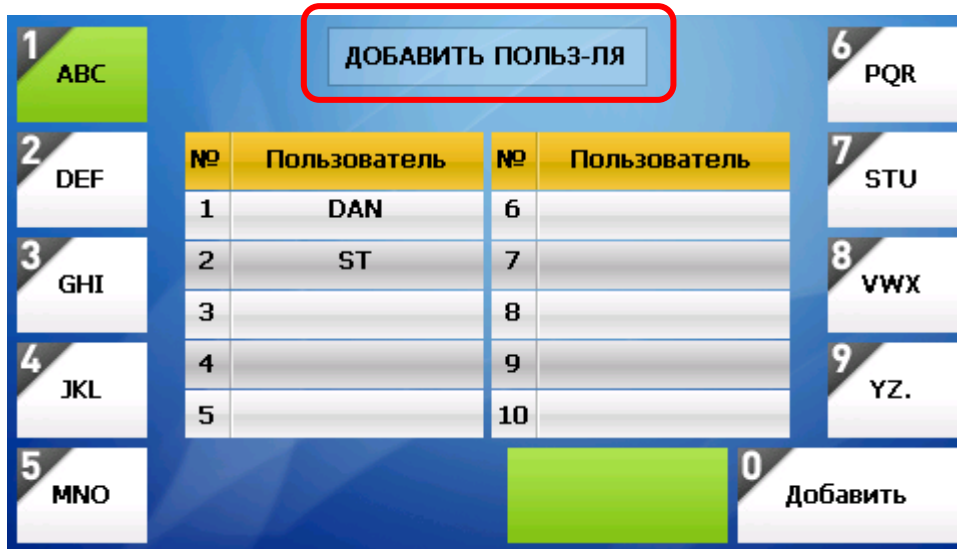 ДОБАВИТЬ ПОЛЬЗ-ЛЯ
1 ABC
2 DEF
3 GHI
4 JKL
5 MNO
№ Пользователь № Пользователь
1 DAN 6
2 ST 7
3 8
4 9
5 10
6 PQR
7 STU
8 VWX
9 YZ.
0 Добавить